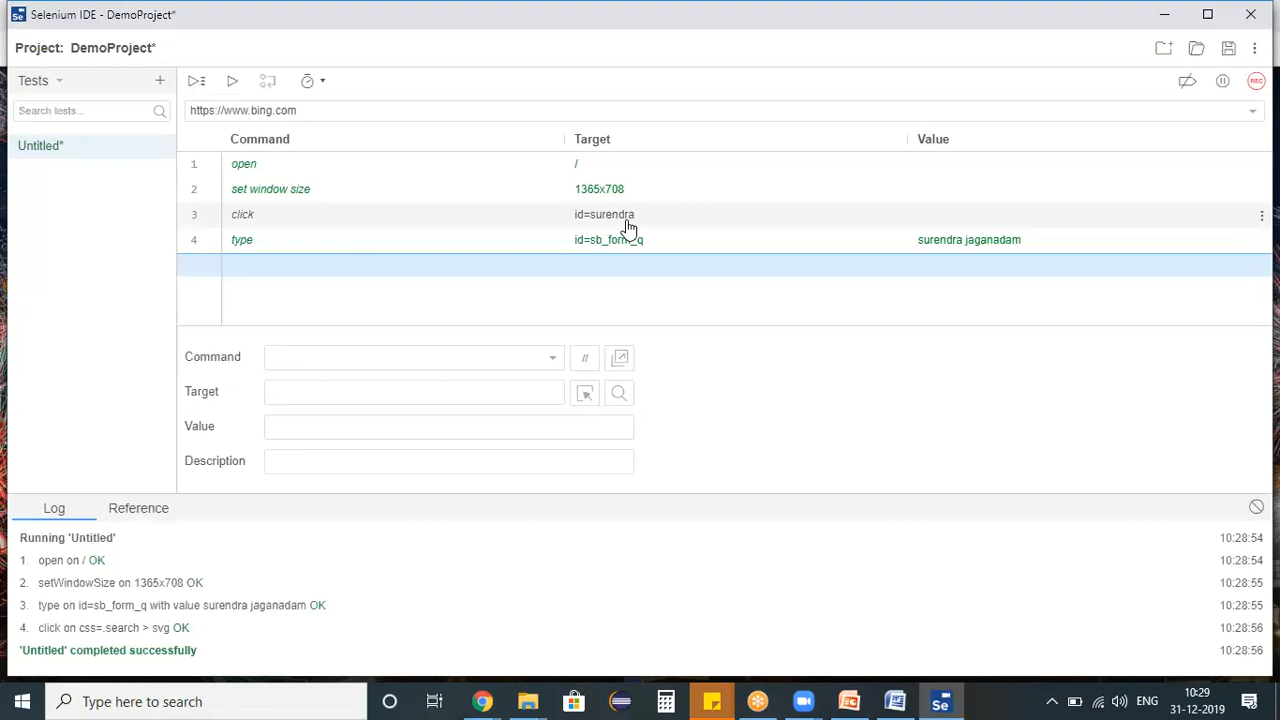 Selenium IDE - DemoProject*
Project: DemoProject*
Tests
Search tests...
https://www.bing.com
Untitled*
Command Target Value
1 open /
2 set window size 1365x708
3 click id=surendra
4 type id=sb_form_q surendra jaganadam
Command
//
Target
Value
Description
Log Reference
Running 'Untitled' 10:28:54
1. open on / OK 10:28:54
2. setWindowSize on 1365x708 OK 10:28:55
3. type on id=sb_form_q with value surendra jaganadam OK 10:28:55
4. click on css=.search > svg OK 10:28:56
'Untitled' completed successfully 10:28:56
Type here to search
ENG
10:29
31-12-2019
REC
Se